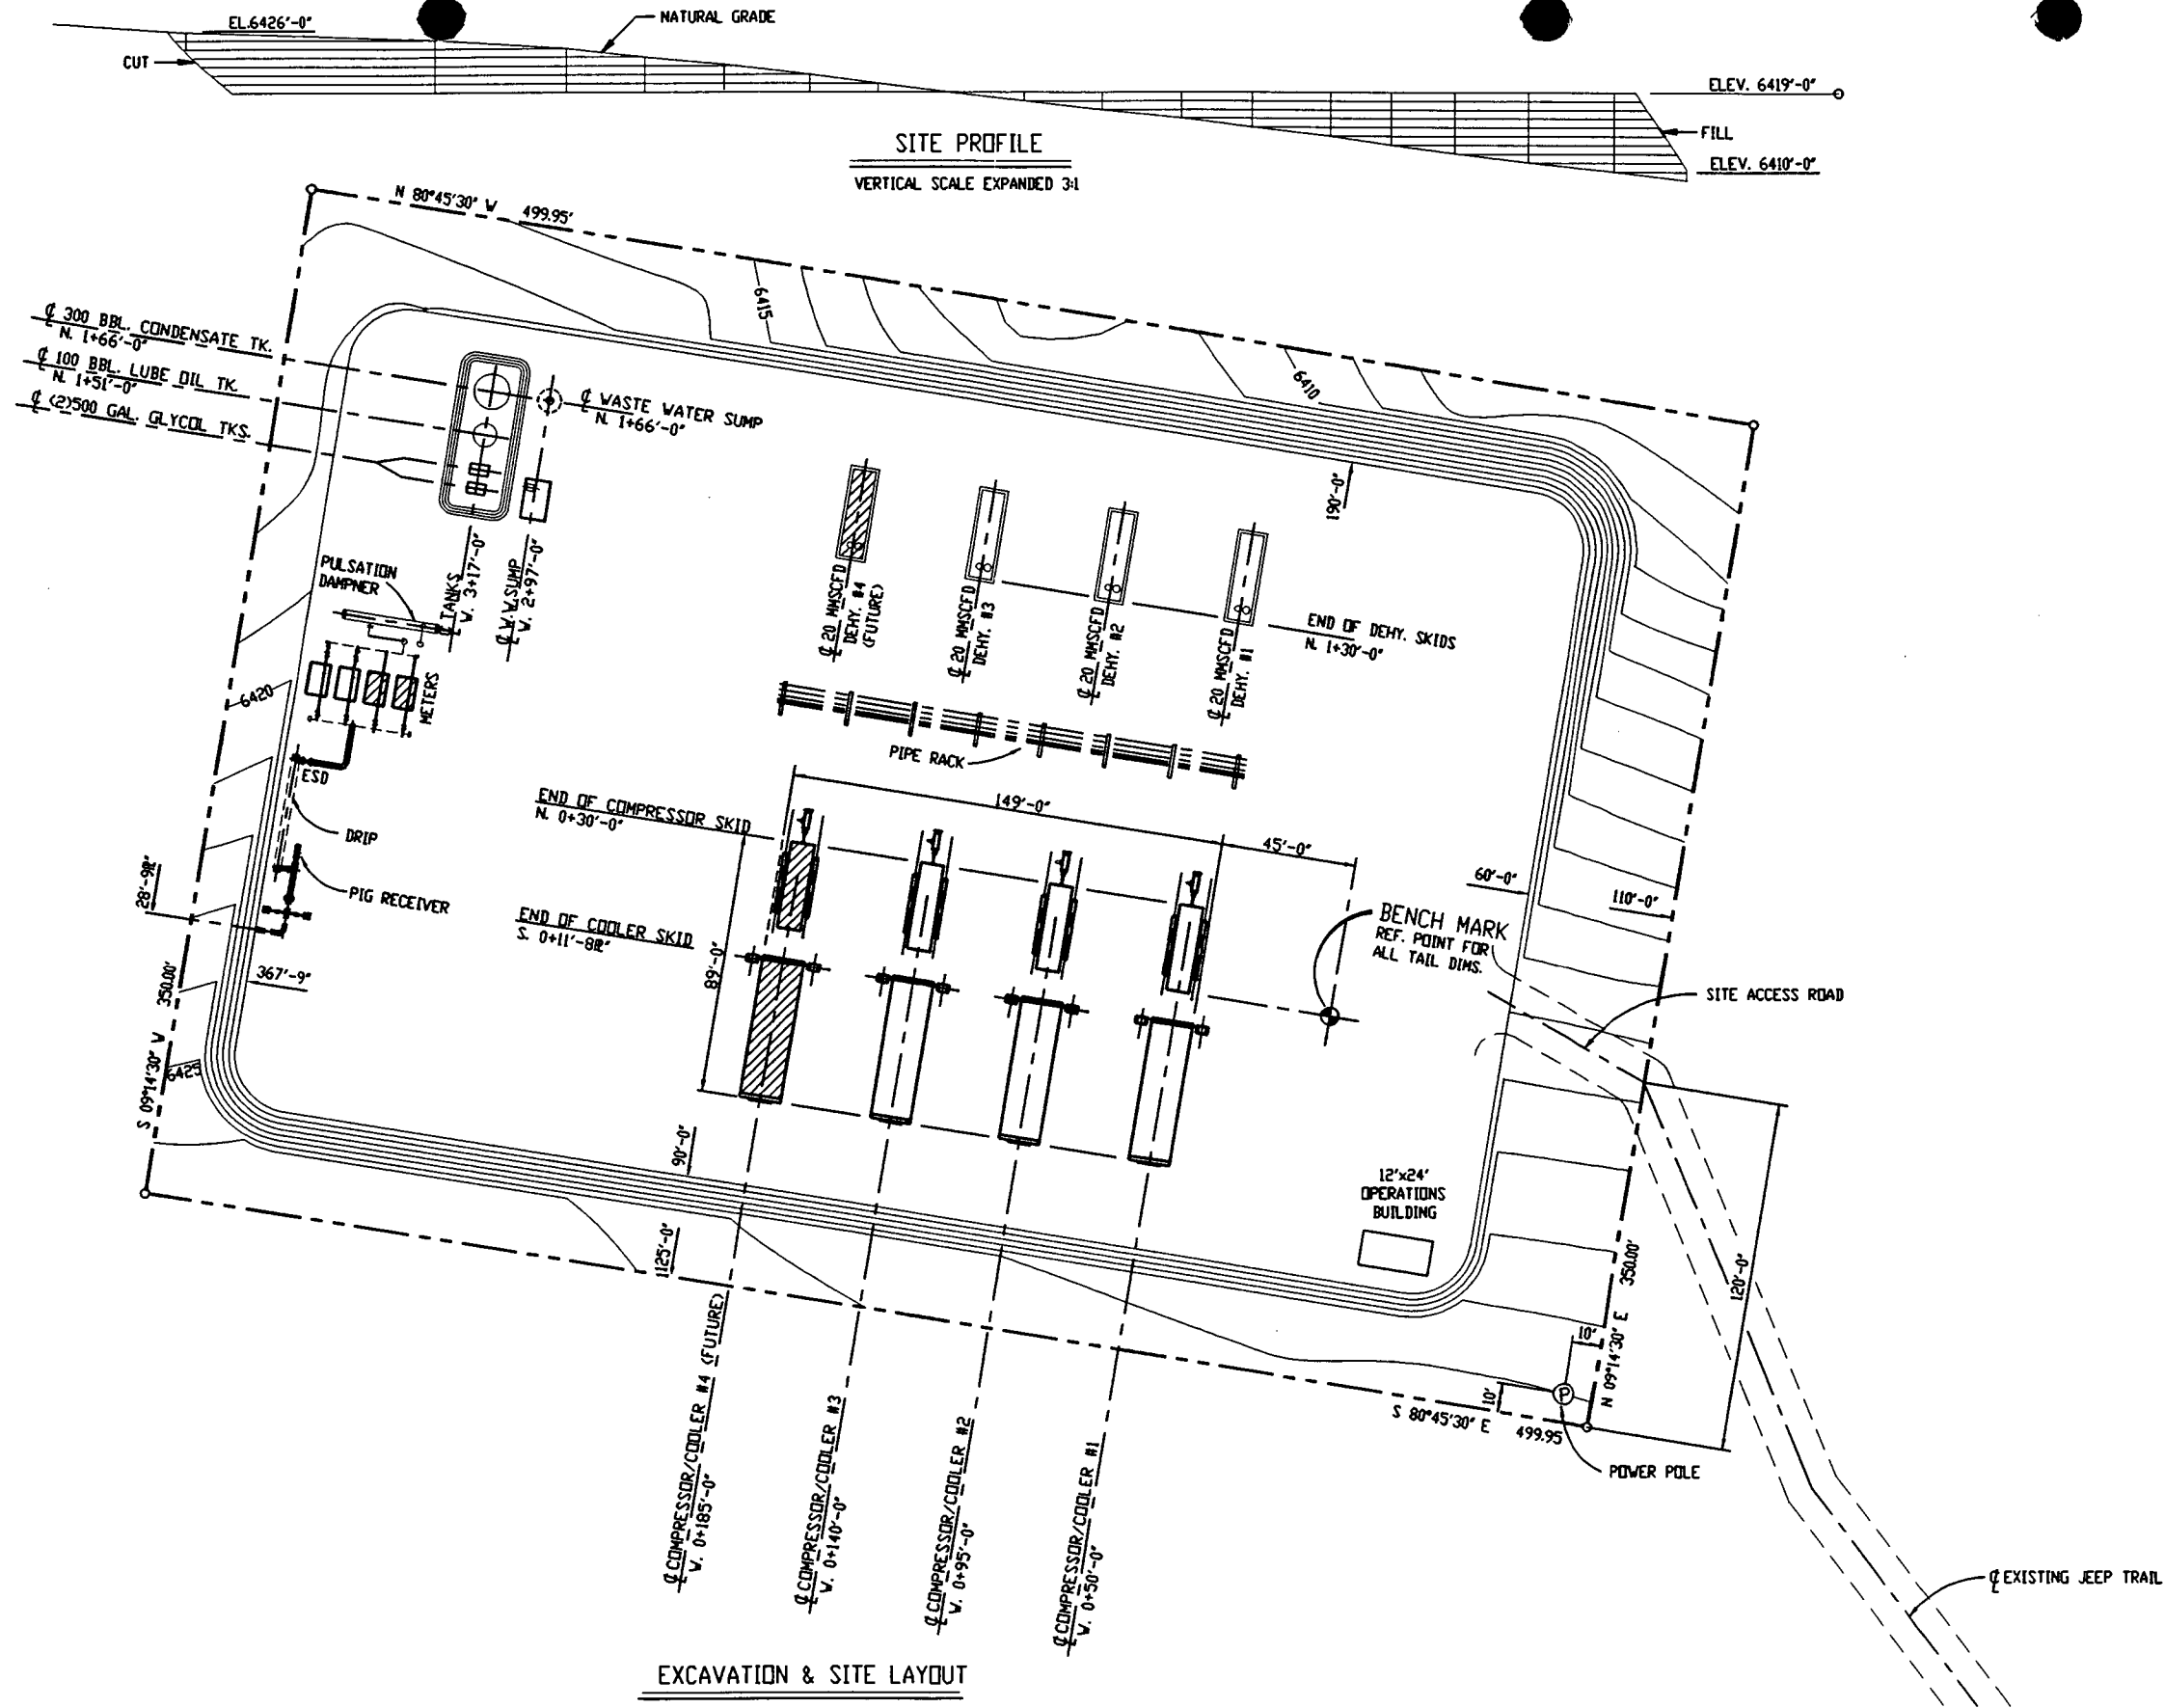 EL.6426'-0"
NATURAL GRADE
CUT
ELEV. 6419'-0"
FILL
ELEV. 6410'-0"
SITE PROFILE
VERTICAL SCALE EXPANDED 3:1
N 80°45'30" W 499.95'
6415
6410
℄ 300 BBL. CONDENSATE TK.
N. 1+66'-0"
℄ 100 BBL. LUBE OIL TK.
N. 1+51'-0"
℄ (2)500 GAL. GLYCOL TKS.
℄ WASTE WATER SUMP
N. 1+66'-0"
190'-0"
PULSATION
DAMPNER
℄ TANKS
W. 3+17'-0"
℄ W.W.SUMP
W. 2+97'-0"
℄ 20 MMSCFD
DEHY. #4
(FUTURE)
℄ 20 MMSCFD
DEHY. #3
℄ 20 MMSCFD
DEHY. #2
℄ 20 MMSCFD
DEHY. #1
END OF DEHY. SKIDS
N. 1+30'-0"
6420
METERS
ESD
PIPE RACK
DRIP
END OF COMPRESSOR SKID
N. 0+30'-0"
149'-0"
45'-0"
PIG RECEIVER
END OF COOLER SKID
S. 0+11'-8
89'-0"
60'-0"
110'-0"
BENCH MARK
REF. POINT FOR
ALL TAIL DIMS.
28'-9
367'-9"
SITE ACCESS ROAD
S 09°14'30" W 350.00'
6425
90'-0"
1125'-0"
12'x24'
OPERATIONS
BUILDING
120'-0"
N 09°14'30" E 350.00'
10'
10'
P
S 80°45'30" E 499.95
POWER POLE
℄ COMPRESSOR/COOLER #4 (FUTURE)
W. 0+185'-0"
℄ COMPRESSOR/COOLER #3
W. 0+140'-0"
℄ COMPRESSOR/COOLER #2
W. 0+95'-0"
℄ COMPRESSOR/COOLER #1
W. 0+50'-0"
℄ EXISTING JEEP TRAIL
EXCAVATION & SITE LAYOUT